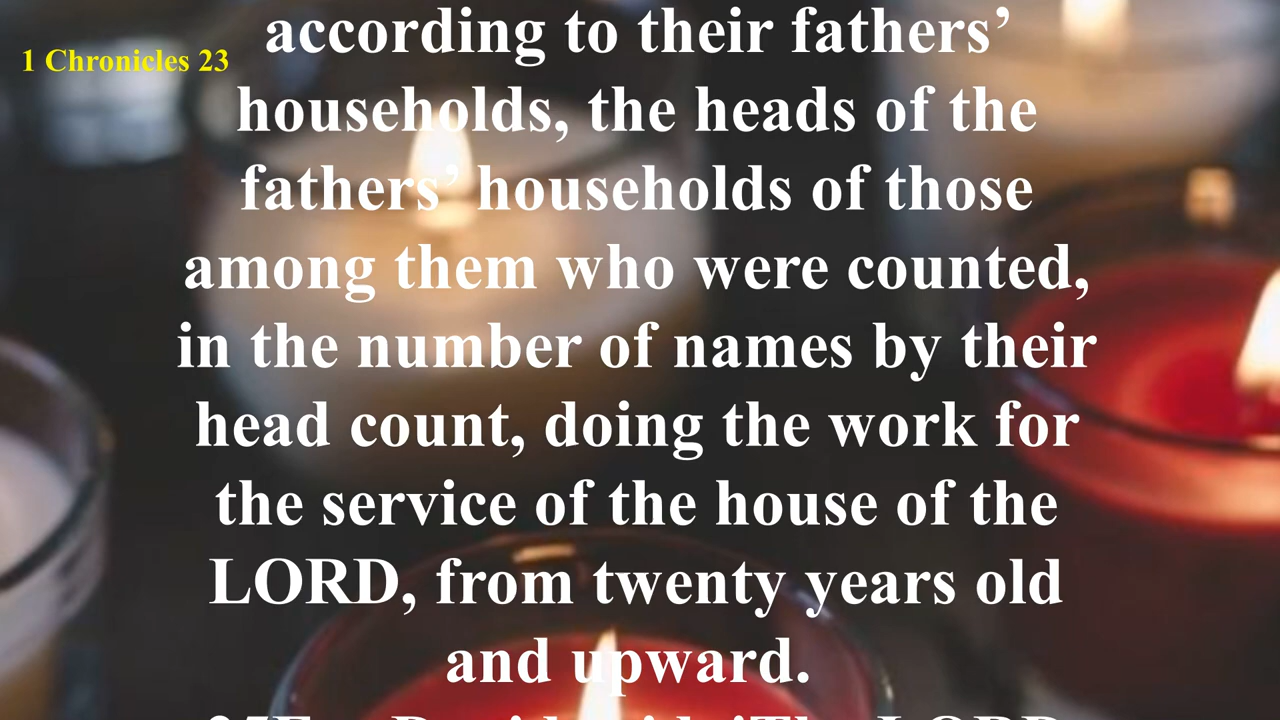 1 Chronicles 23
according to their fathers’
households, the heads of the
fathers’ households of those
among them who were counted,
in the number of names by their
head count, doing the work for
the service of the house of the
LORD, from twenty years old
and upward.